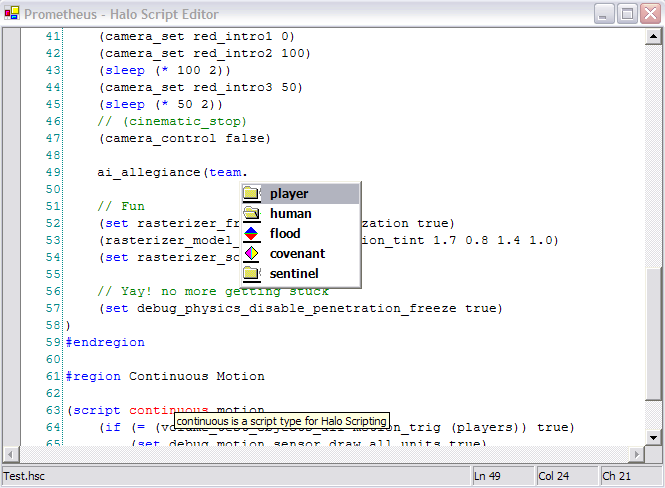 Prometheus - Halo Script Editor
41 (camera_set red_intro1 0)
42 (camera_set red_intro2 100)
43 (sleep (* 100 2))
44 (camera_set red_intro3 50)
45 (sleep (* 50 2))
46 // (cinematic_stop)
47 (camera_control false)
48
49 ai_allegiance(team.
50 player
51 // Fun human
52 (set rasterizer_fr flood zation true)
53 (rasterizer_model_ covenant ion_tint 1.7 0.8 1.4 1.0)
54 (set rasterizer_sc sentinel
55
56 // Yay! no more getting stuck
57 (set debug_physics_disable_penetration_freeze true)
58 )
59 #endregion
60
61 #region Continuous Motion
62
63 (script continuous motion
continuous is a script type for Halo Scripting
64 (if (= (volume_test_objects_all motion_trig (players)) true)
65 (set debug_motion_sensor_draw_all_units true)
Test.hsc Ln 49 Col 24 Ch 21